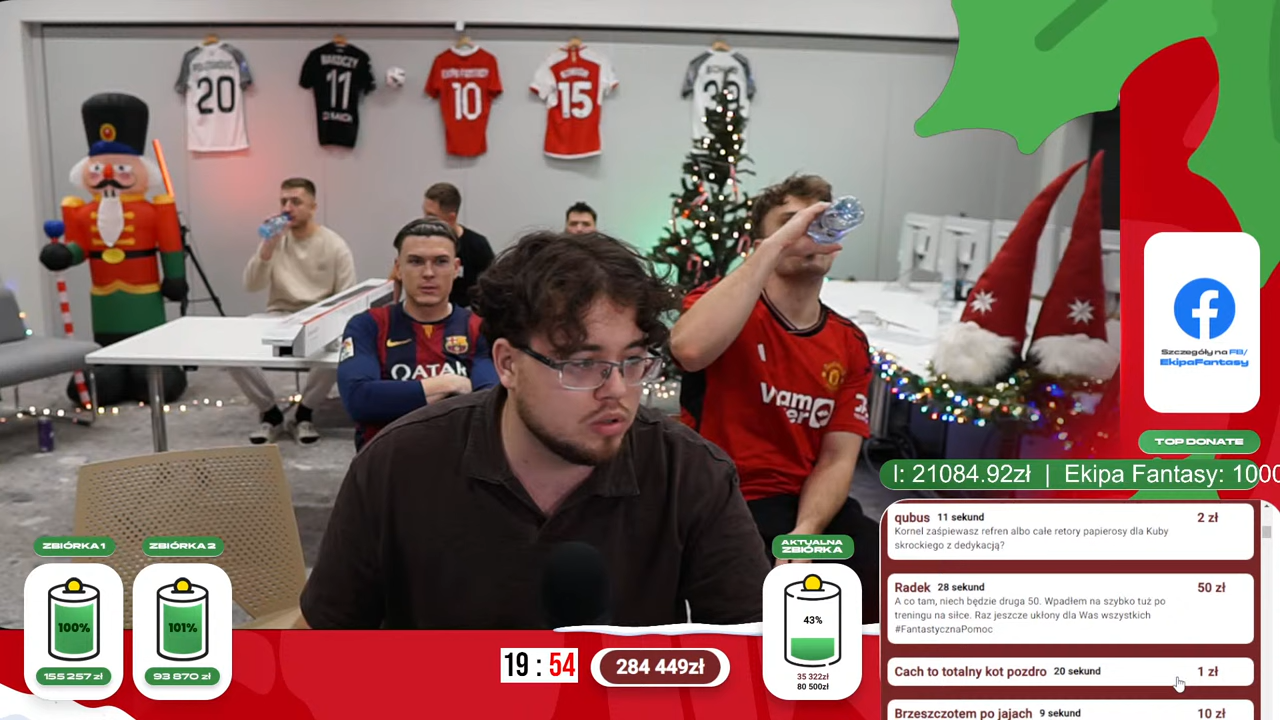 20
11
10
15
QATAR
Szczegóły na FB/
EkipaFantasy
TOP DONATE
I: 21084.92zł | Ekipa Fantasy: 1000
qubus 11 sekund 2 zł
Kornel zaśpiewasz refren albo całe retory papierosy dla Kuby
skrockiego z dedykacją?
Radek 28 sekund 50 zł
A co tam, niech będzie druga 50. Wpadłem na szybko tuż po
treningu na siłce. Raz jeszcze ukłony dla Was wszystkich
#FantastycznaPomoc
Cach to totalny kot pozdro 20 sekund 1 zł
Brzeszczotem po jajach 9 sekund 10 zł
ZBIÓRKA 1
100%
155 257 zł
ZBIÓRKA 2
101%
93 870 zł
19 : 54
284 449zł
AKTUALNA
ZBIÓRKA
43%
35 322zł
80 500zł